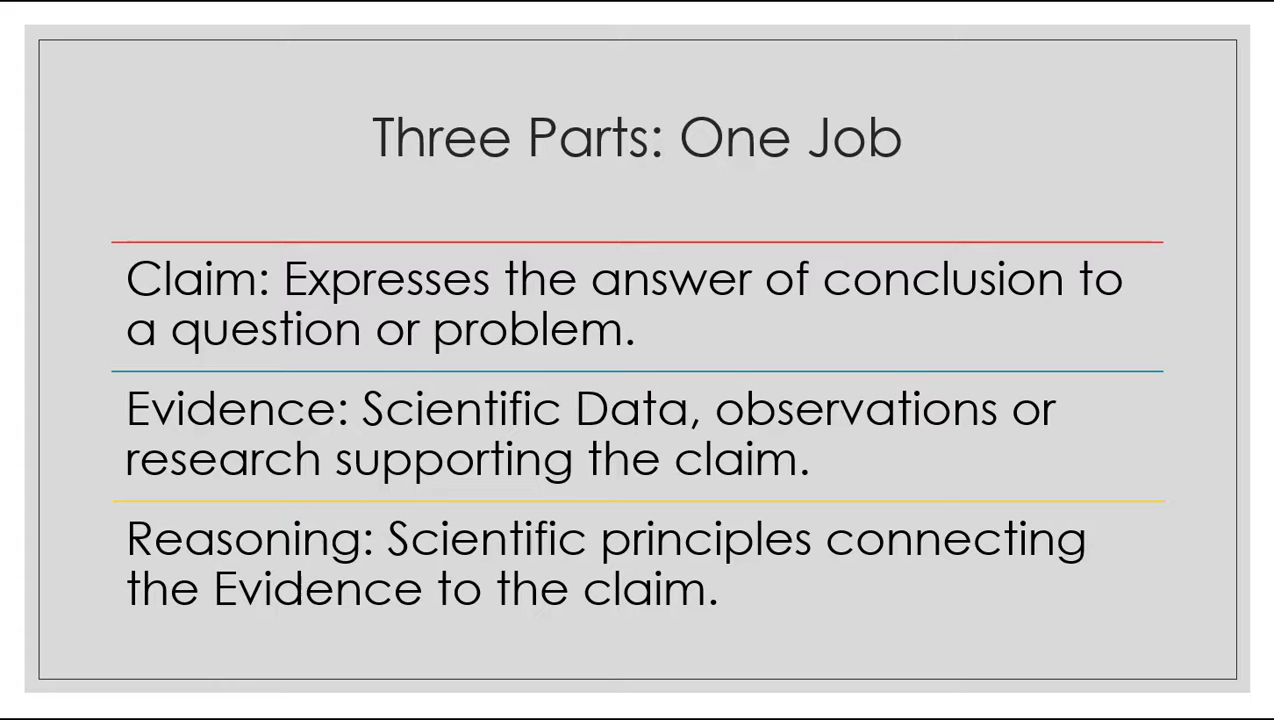 Three Parts: One Job
Claim: Expresses the answer of conclusion to
a question or problem.
Evidence: Scientific Data, observations or
research supporting the claim.
Reasoning: Scientific principles connecting
the Evidence to the claim.